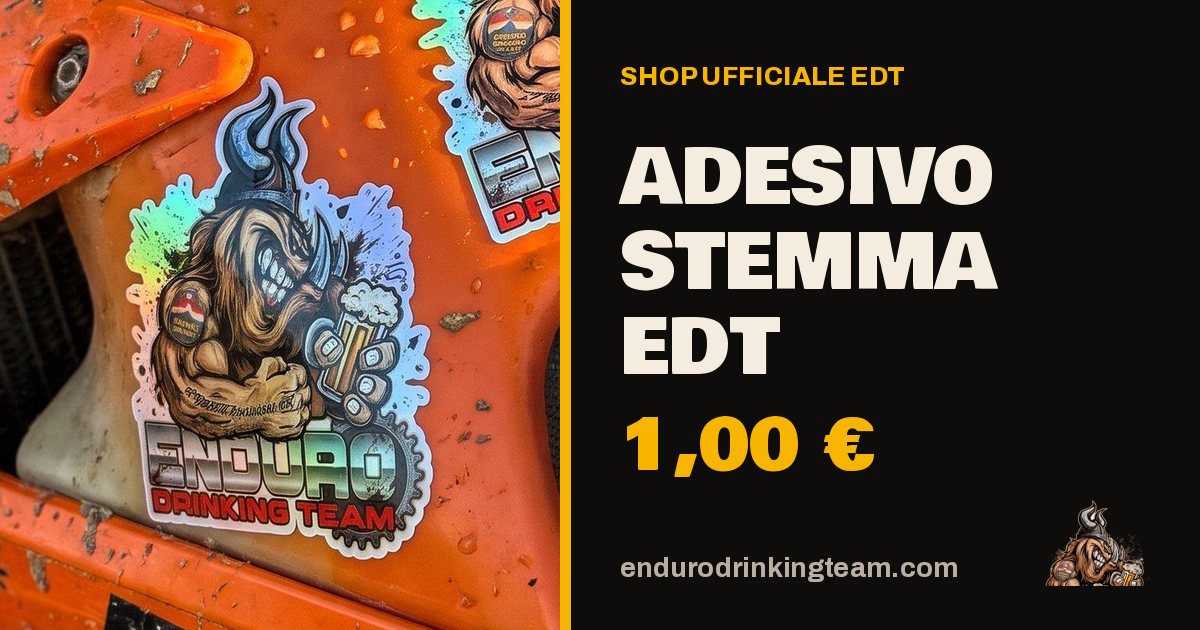 ENDURO
DRINKING TEAM
SHOP UFFICIALE EDT
ADESIVO
STEMMA
EDT
1,00 €
endurodrinkingteam.com